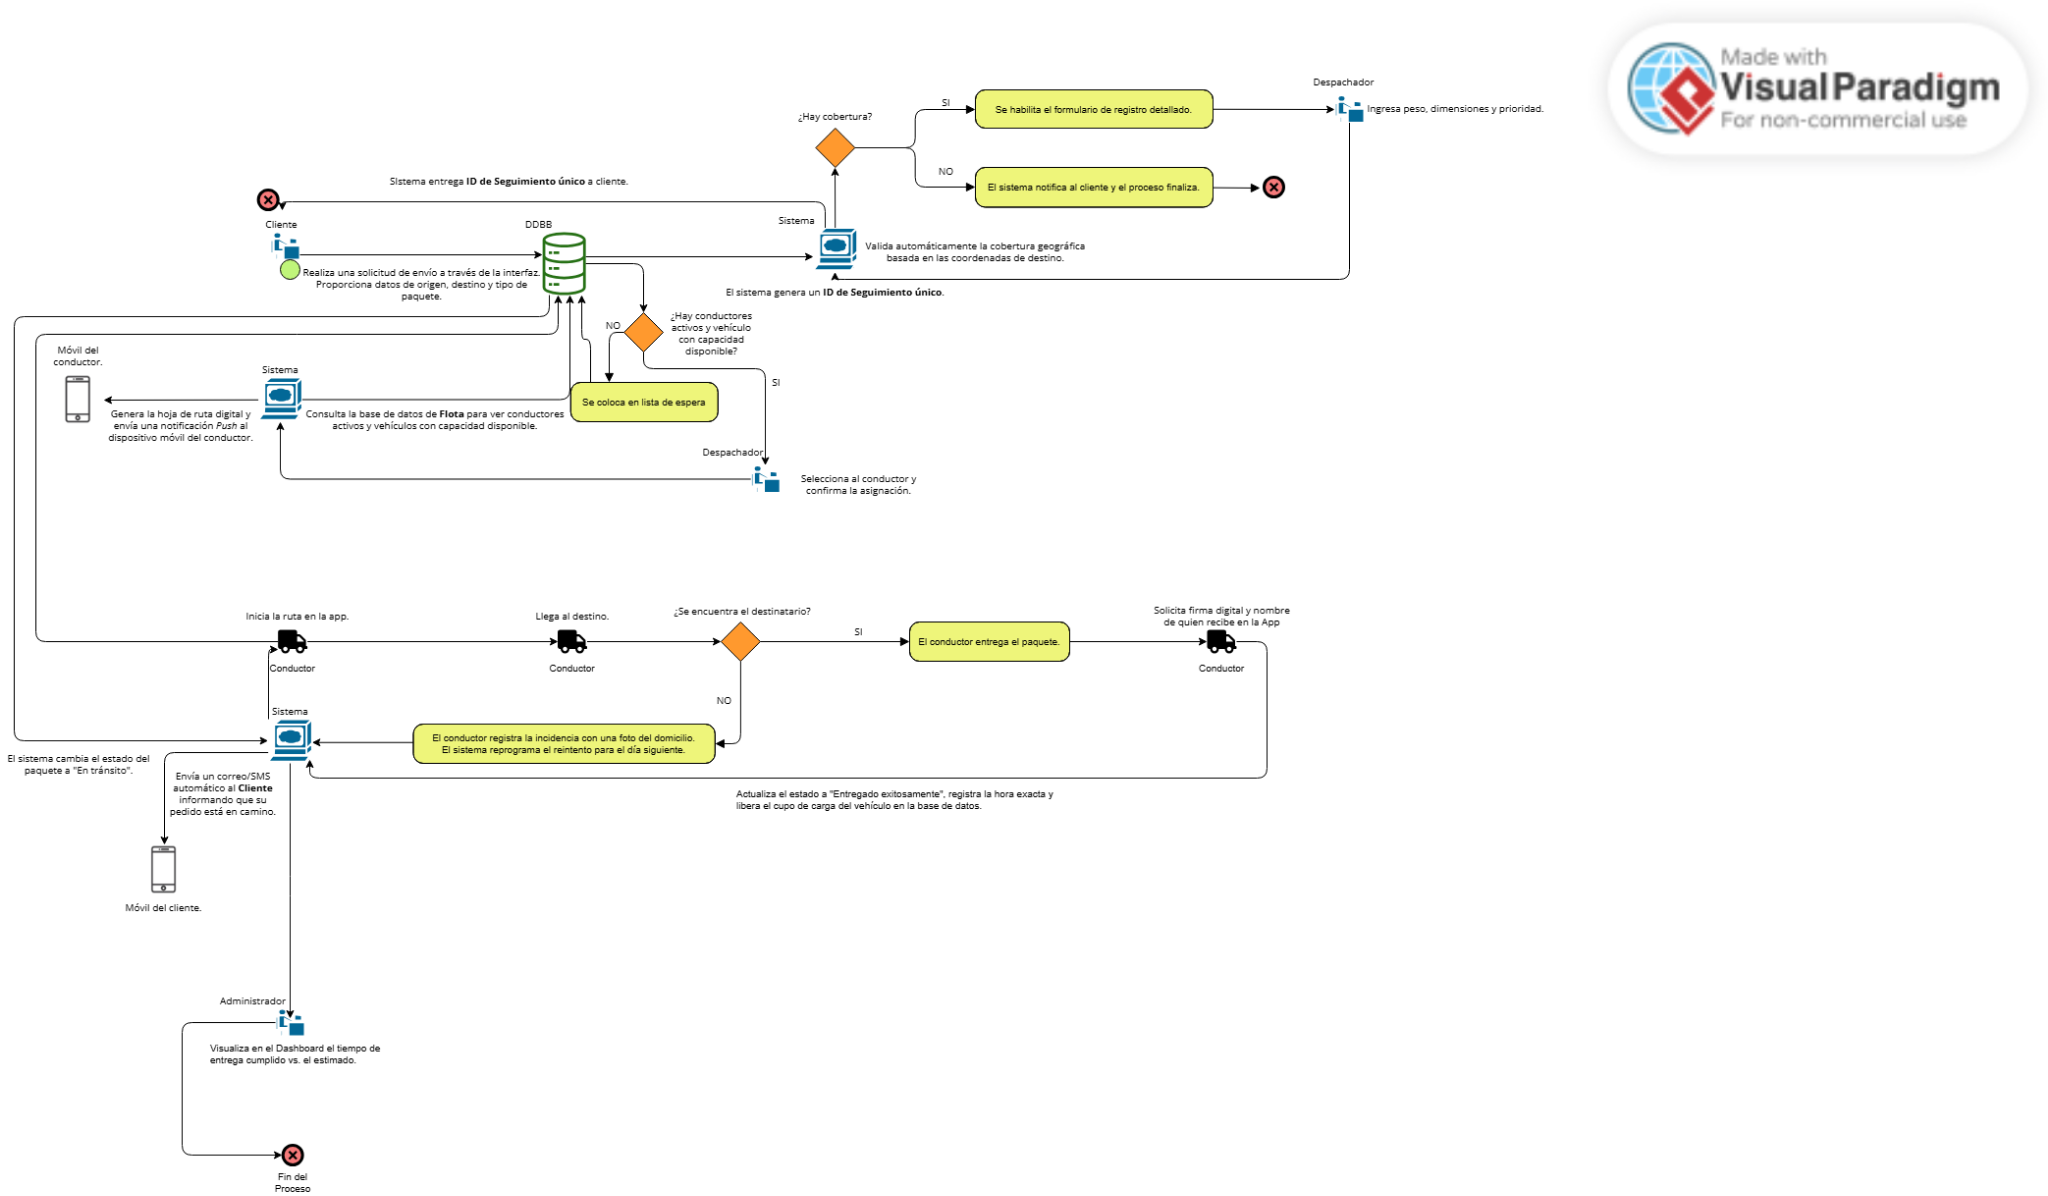 Made with
Visual Paradigm
For non-commercial use
Despachador
Ingresa peso, dimensiones y prioridad.
¿Hay cobertura?
SI
Se habilita el formulario de registro detallado.
NO
El sistema notifica al cliente y el proceso finaliza.
SIstema entrega ID de Seguimiento único a cliente.
Cliente
DDBB
Sistema
Realiza una solicitud de envío a través de la interfaz.
Proporciona datos de origen, destino y tipo de
paquete.
Valida automáticamente la cobertura geográfica
basada en las coordenadas de destino.
El sistema genera un ID de Seguimiento único.
NO
¿Hay conductores
activos y vehículo
con capacidad
disponible?
SI
Móvil del
conductor.
Sistema
Genera la hoja de ruta digital y
envía una notificación Push al
dispositivo móvil del conductor.
Consulta la base de datos de Flota para ver conductores
activos y vehículos con capacidad disponible.
Se coloca en lista de espera
Despachador
Selecciona al conductor y
confirma la asignación.
Inicia la ruta en la app.
Conductor
Llega al destino.
Conductor
¿Se encuentra el destinatario?
SI
El conductor entrega el paquete.
Solicita firma digital y nombre
de quien recibe en la App
Conductor
NO
Sistema
El conductor registra la incidencia con una foto del domicilio.
El sistema reprograma el reintento para el día siguiente.
El sistema cambia el estado del
paquete a "En tránsito".
Envía un correo/SMS
automático al Cliente
informando que su
pedido está en camino.
Actualiza el estado a "Entregado exitosamente", registra la hora exacta y
libera el cupo de carga del vehículo en la base de datos.
Móvil del cliente.
Administrador
Visualiza en el Dashboard el tiempo de
entrega cumplido vs. el estimado.
Fin del
Proceso